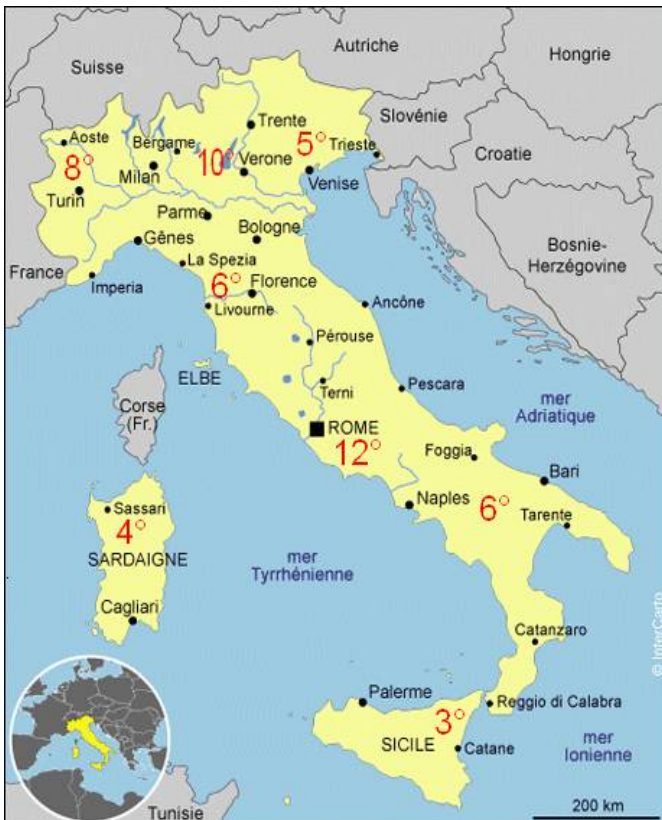 Autriche
Hongrie
Suisse
Slovénie
Trente
Aoste
Bergame
5°
Trieste
Croatie
8°
10°
Milan
Verone
Venise
Turin
Parme
Bologne
Gênes
Bosnie-
Herzégovine
La Spezia
France
6°
Florence
Imperia
Livourne
Ancône
Pérouse
ELBE
Terni
Pescara
mer
Adriatique
Corse
(Fr.)
ROME
12°
Foggia
Bari
Sassari
Naples
6°
Tarente
4°
SARDAIGNE
mer
Tyrrhénienne
Cagliari
Catanzaro
© InterCarto
Palerme
Reggio di Calabra
3°
SICILE
Catane
mer
Ionienne
Tunisie
200 km